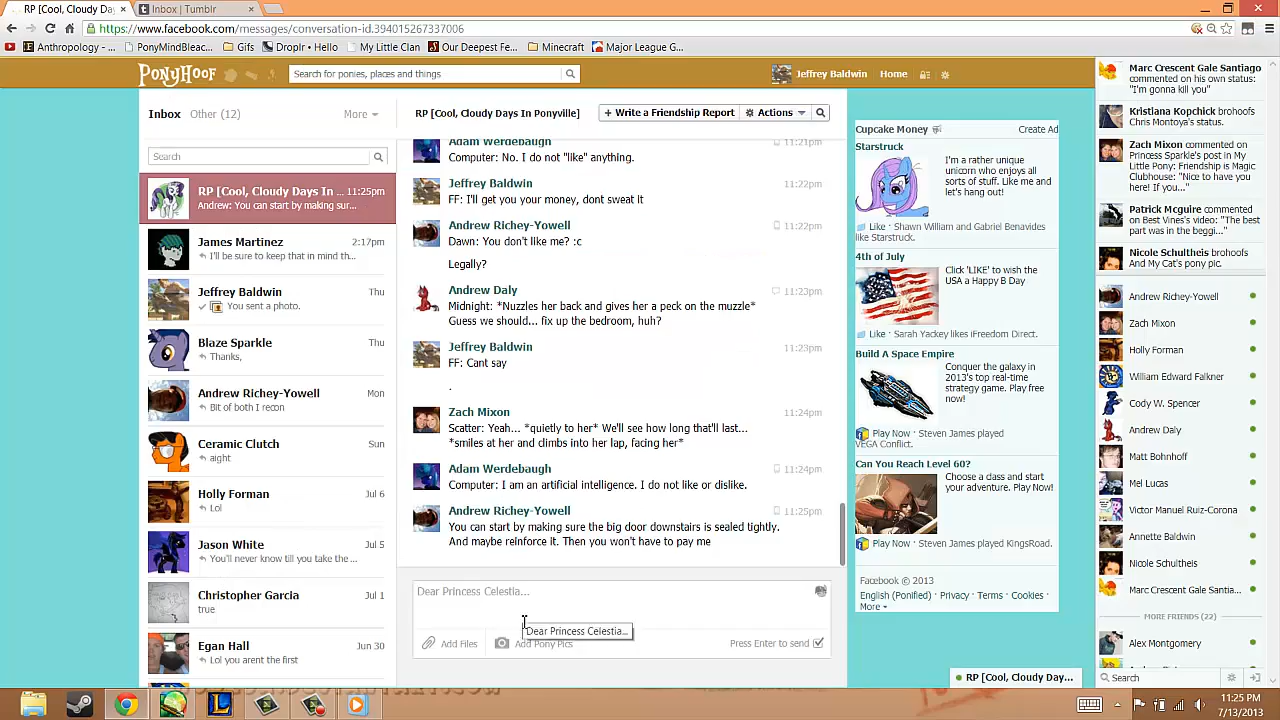 RP [Cool, Cloudy Da
Inbox | Tumblr
https://www.facebook.com/messages/conversation-id.394015267337006
Anthropology - ...
PonyMindBleac...
Gifs
Droplr • Hello
My Little Clan
Our Deepest Fe...
Minecraft
Major League G...
PONYHOOF
Search for ponies, places and things
Jeffrey Baldwin
Home
Inbox
Other (12)
More
Search
RP [Cool, Cloudy Days In ...
11:25pm
Andrew: You can start by making sur...
James Martinez
2:17pm
I'll be sure to keep that in mind th...
Jeffrey Baldwin
Thu
You sent a photo.
Blaze Sparkle
Thu
Thanks,
Andrew Richey-Yowell
Mon
Bit of both I recon
Ceramic Clutch
Sun
aight
Holly Forman
Jul 6
Lol
Jason White
Jul 5
You'll never know till you take the ...
Christopher Garcia
Jul 1
true
Egan Hall
Jun 30
Lol you arent the first
RP [Cool, Cloudy Days In Ponyville]
+ Write a Friendship Report
Actions
Adam Werdebaugh
11:21pm
Computer: No. I do not "like" anything.
Jeffrey Baldwin
11:22pm
FF: I'll get you your money, dont sweat it
Andrew Richey-Yowell
11:22pm
Dawn: You don't like me? :c
Legally?
Andrew Daly
11:23pm
Midnight: *Nuzzles her back and gives her a peck on the muzzle*
Guess we should... fix up the bedroom, huh?
Jeffrey Baldwin
11:23pm
FF: Cant say
.
Zach Mixon
11:24pm
Scatter: Yeah... *quietly to her* We'll see how long that'll last...
*smiles at her and climbs into her lap, facing her*
Adam Werdebaugh
11:24pm
Computer: I am an artificial intelligence. I do not like or dislike.
Andrew Richey-Yowell
11:25pm
You can start by making sure the big door downstairs is sealed tightly.
And maybe reinforce it. Then you won't have to pay me
Dear Princess Celestia...
Dear Princess Celestia...
Add Files
Add Pony Pics
Press Enter to send
Cupcake Money
Create Ad
Starstruck
I'm a rather unique
unicorn who enjoys all
sorts of stuff. Like me and
let's hang out!
Like · Shawn William and Gabriel Benavides
like Starstruck.
4th of July
Click 'LIKE' to wish the
USA a Happy B Day
Like · Sarah Yackey likes iFreedom Direct.
Build A Space Empire
Conquer the galaxy in
2013's top real-time
strategy game. Play free
now!
Play Now · Steven James played
VEGA Conflict.
Can You Reach Level 60?
Choose a class and start
your adventure. Play Now!
Play Now · Steven James played KingsRoad.
Facebook © 2013
English (Ponified) · Privacy · Terms · Cookies ·
More
RP [Cool, Cloudy Day...
Marc Crescent Gale Santiago
commented on his own status:
"I'm gonna kill you"
Kristiana Kopchick brohoofs
Chris Montoya's status.
Zach Mixon commented on
Princess Sparkle's post in My
Little Pony; Friendship is Magic
Clubhouse: "Nice to have you
here! If you..."
Patrick Mcguire commented
on Best Vines's video: "The best
part was in the beggi..."
Nicole Schultheis brohoofs
And My Cat's pony pic.
Andrew Richey-Yowell
Zach Mixon
Holly Forman
William Edward Falkner
Cody W. Spencer
Andrew Daly
Matt Bohnhoff
Mel Lucas
Victor Manuel Ruiz-Corona
Annette Baldwin
Nicole Schultheis
Marc Crescent Gale Santia...
MORE FRIENDS (22)
Alex Montgomery
Search
11:25 PM
7/13/2013